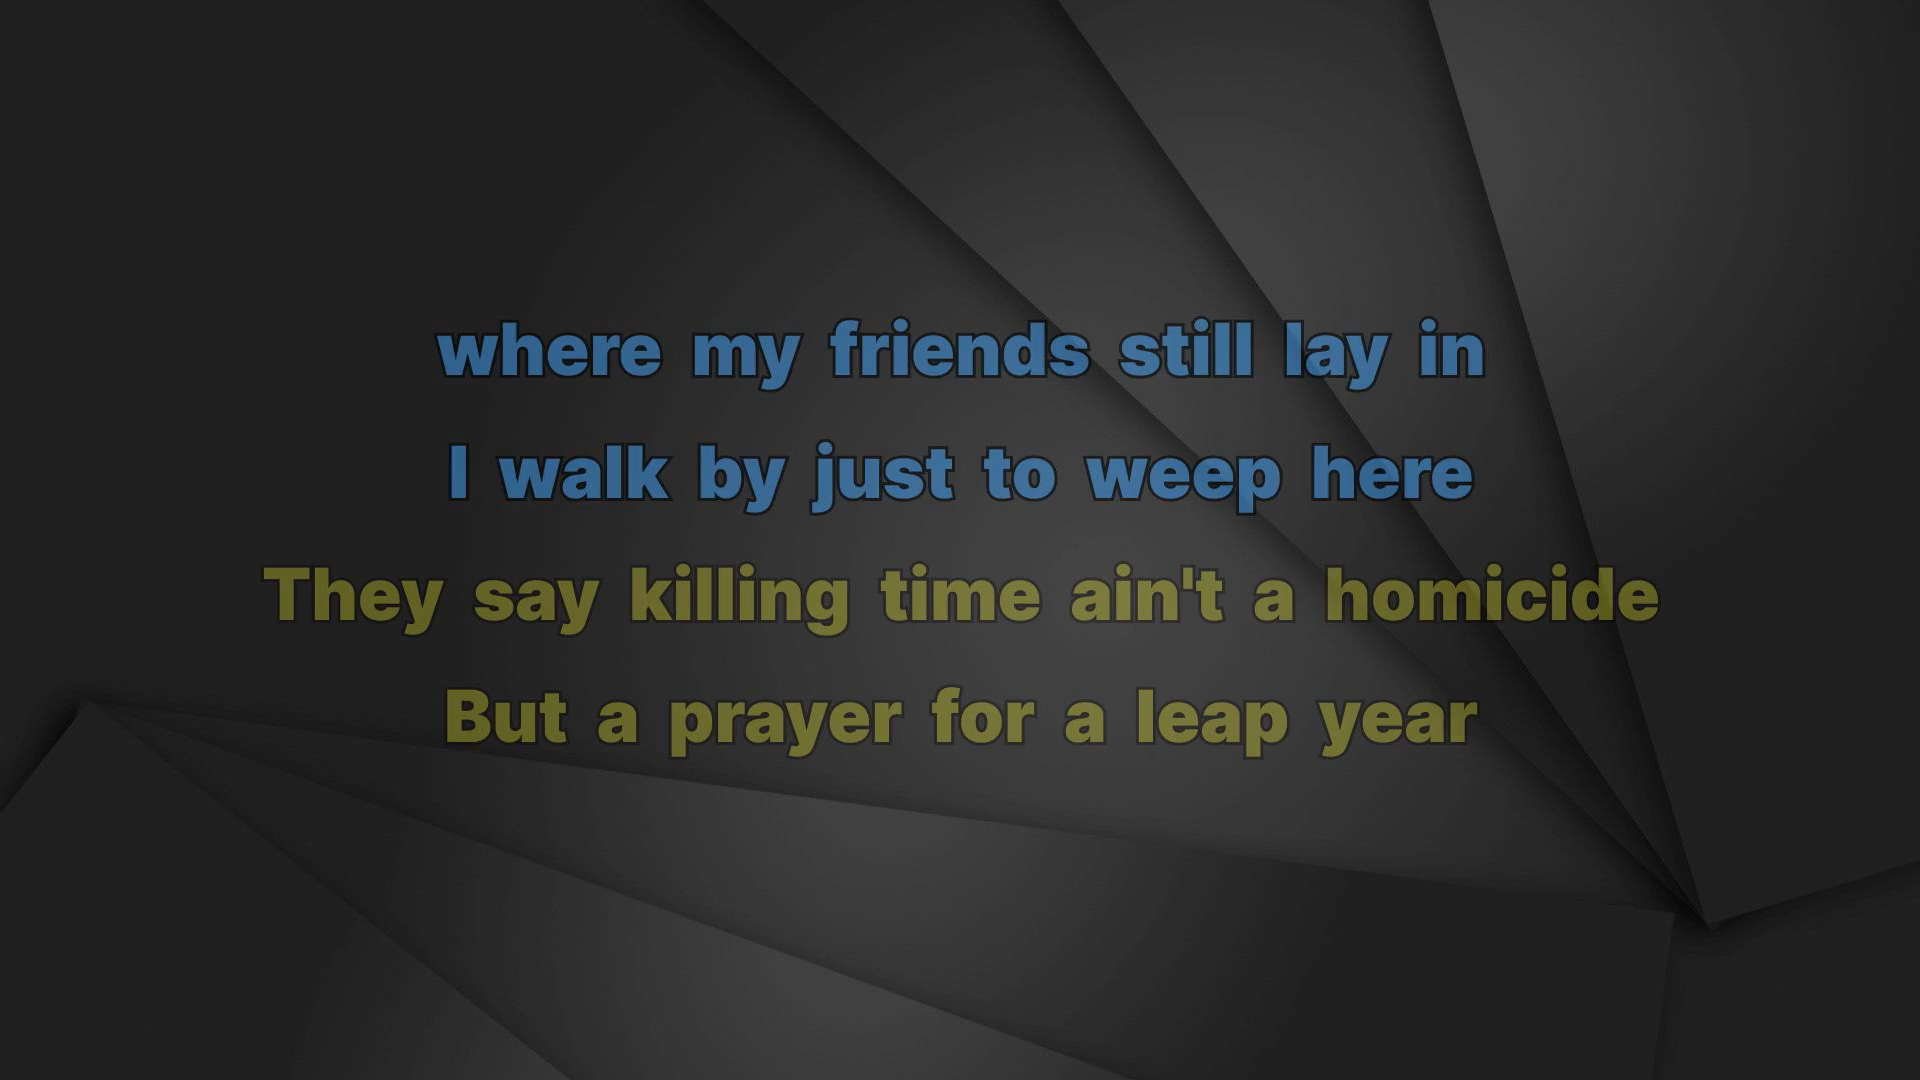 where my friends still lay in
I walk by just to weep here
They say killing time ain't a homicide
But a prayer for a leap year